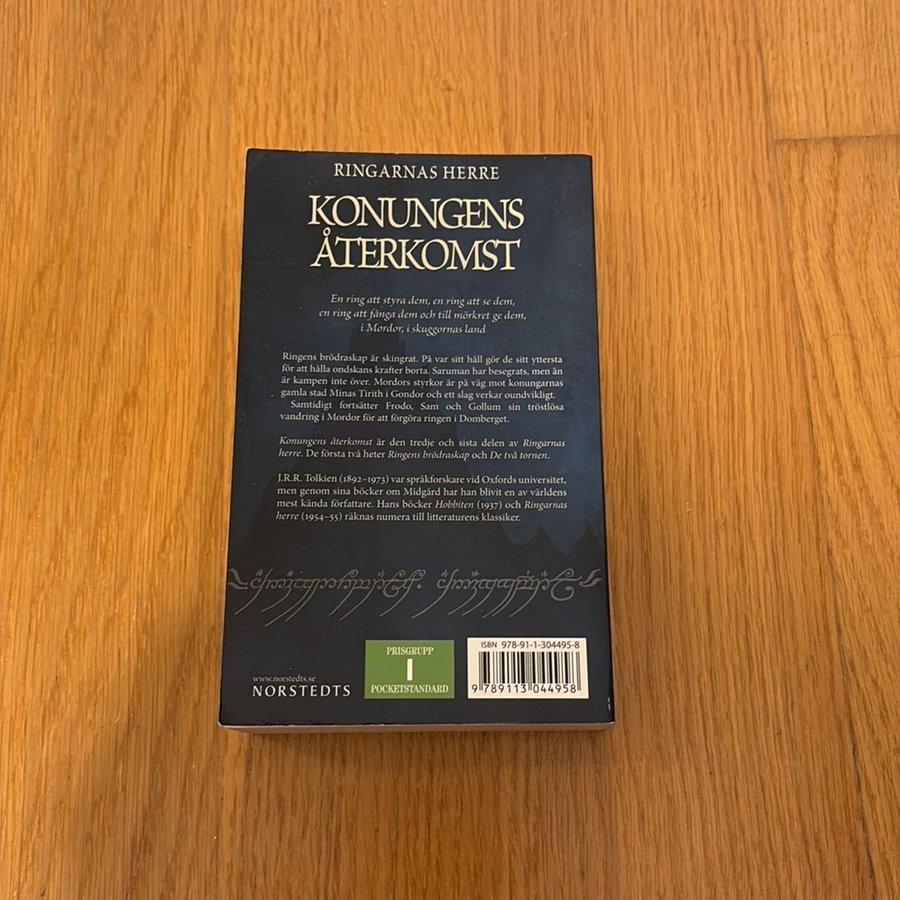 RINGARNAS HERRE
KONUNGENS
ÅTERKOMST
En ring att styra dem, en ring att se dem,
en ring att fånga dem och till mörkret ge dem,
i Mordor, i skuggornas land
Ringens brödraskap är skingrat. På var sitt håll gör de sitt yttersta
för att hålla ondskans krafter borta. Saruman har besegrats, men än
är kampen inte över. Mordors styrkor är på väg mot konungarnas
gamla stad Minas Tirith i Gondor och ett slag verkar oundvikligt.
Samtidigt fortsätter Frodo, Sam och Gollum sin tröstlösa
vandring i Mordor för att förgöra ringen i Domberget.
Konungens återkomst är den tredje och sista delen av Ringarnas
herre. De första två heter Ringens brödraskap och De två tornen.
J.R.R. Tolkien (1892–1973) var språkforskare vid Oxfords universitet,
men genom sina böcker om Midgård har han blivit en av världens
mest kända författare. Hans böcker Hobbiten (1937) och Ringarnas
herre (1954–55) räknas numera till litteraturens klassiker.
www.norstedts.se
NORSTEDTS
PRISGRUPP
1
POCKETSTANDARD
ISBN 978-91-1-304495-8
9 789113 044958